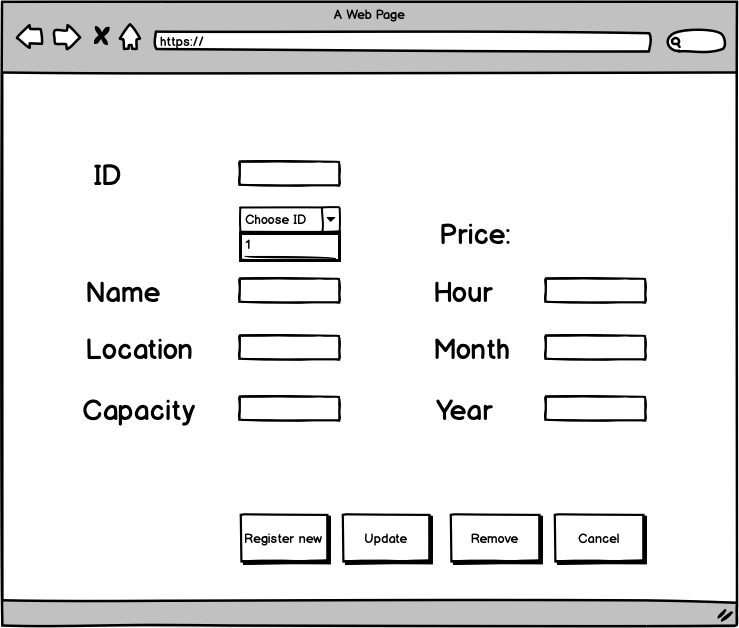 A Web Page
https://
ID
Choose ID
1
Price:
Name
Hour
Location
Month
Capacity
Year
Register new
Update
Remove
Cancel